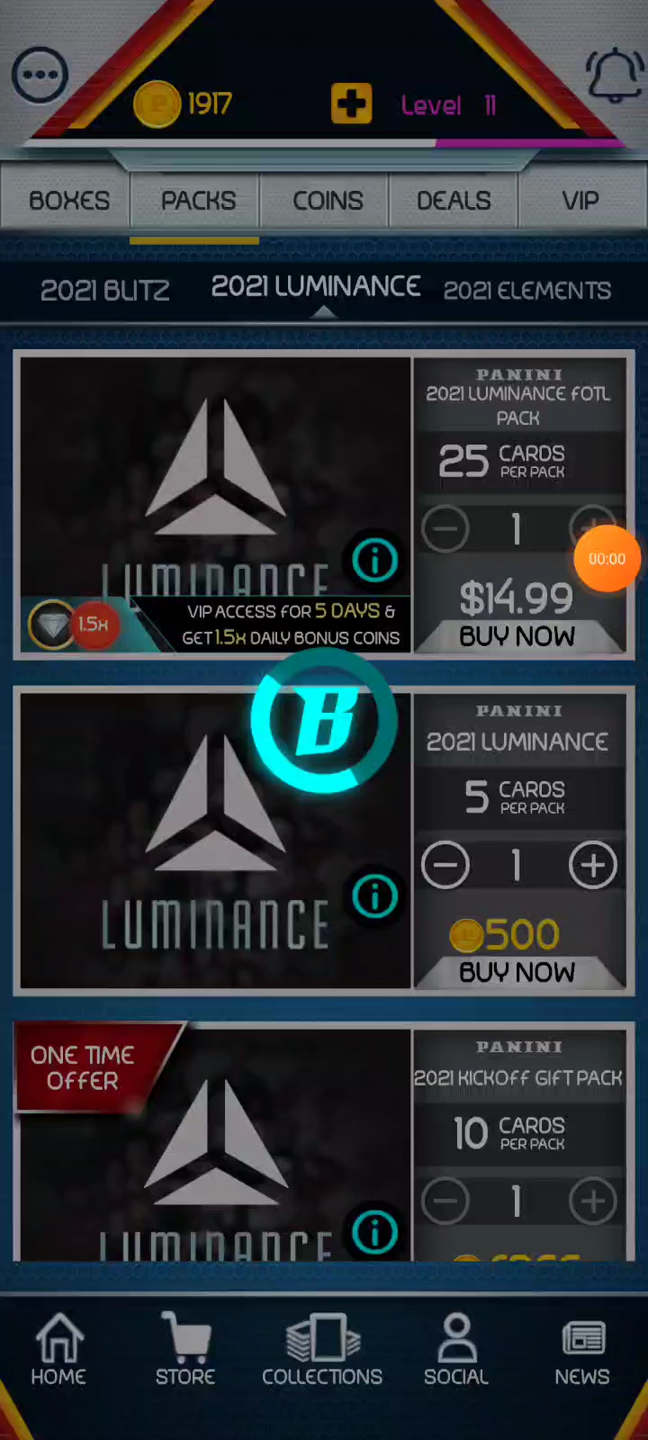 1917
Level 11
BOXES
PACKS
COINS
DEALS
VIP
2021 BLITZ
2021 LUMINANCE
2021 ELEMENTS
LUMINANCE
1.5x
VIP ACCESS FOR 5 DAYS &
GET 1.5x DAILY BONUS COINS
PANINI
2021 LUMINANCE FOTL
PACK
25 CARDS
PER PACK
1
00:00
$14.99
BUY NOW
B
LUMINANCE
PANINI
2021 LUMINANCE
5 CARDS
PER PACK
1
500
BUY NOW
ONE TIME
OFFER
LUMINANCE
PANINI
2021 KICKOFF GIFT PACK
10 CARDS
PER PACK
1
FREE
HOME
STORE
COLLECTIONS
SOCIAL
NEWS